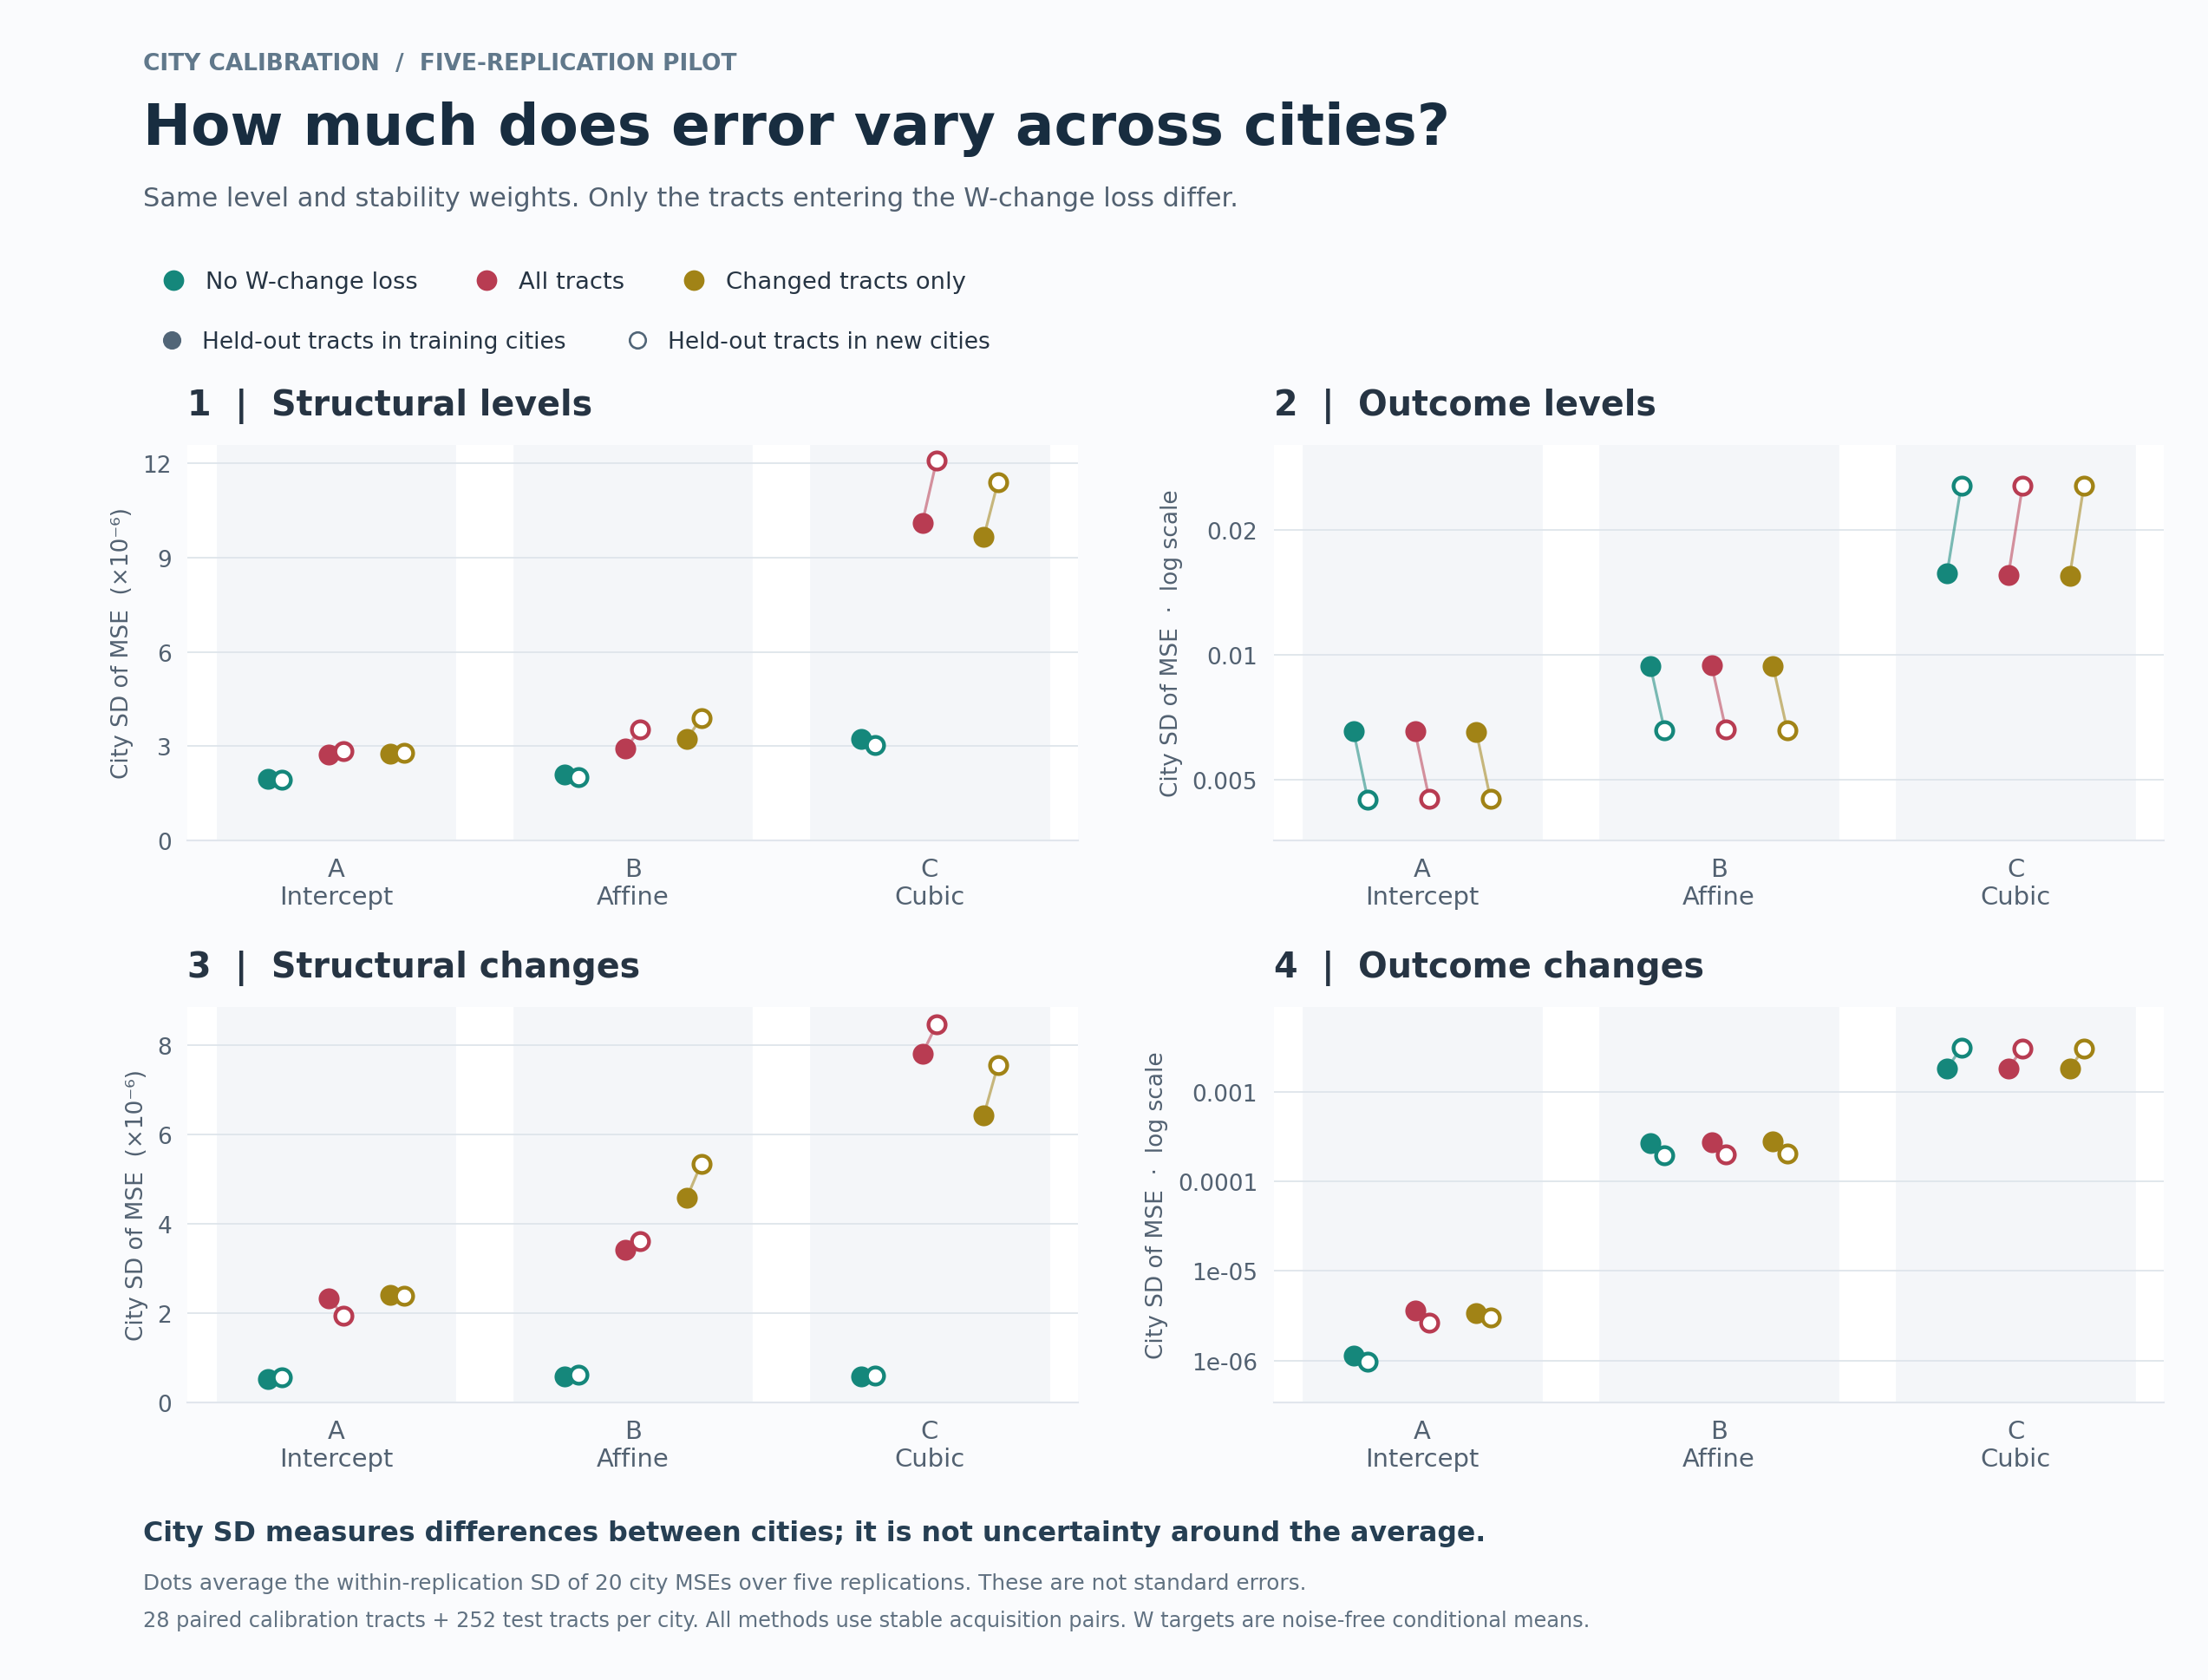 CITY CALIBRATION / FIVE-REPLICATION PILOT
How much does error vary across cities?
Same level and stability weights. Only the tracts entering the W-change loss differ.
No W-change loss
All tracts
Changed tracts only
Held-out tracts in training cities
Held-out tracts in new cities
1 | Structural levels
City SD of MSE (×10⁻⁶)
12
9
6
3
0
A
Intercept
B
Affine
C
Cubic
2 | Outcome levels
City SD of MSE · log scale
0.02
0.01
0.005
A
Intercept
B
Affine
C
Cubic
3 | Structural changes
City SD of MSE (×10⁻⁶)
8
6
4
2
0
A
Intercept
B
Affine
C
Cubic
4 | Outcome changes
City SD of MSE · log scale
0.001
0.0001
1e-05
1e-06
A
Intercept
B
Affine
C
Cubic
City SD measures differences between cities; it is not uncertainty around the average.
Dots average the within-replication SD of 20 city MSEs over five replications. These are not standard errors.
28 paired calibration tracts + 252 test tracts per city. All methods use stable acquisition pairs. W targets are noise-free conditional means.